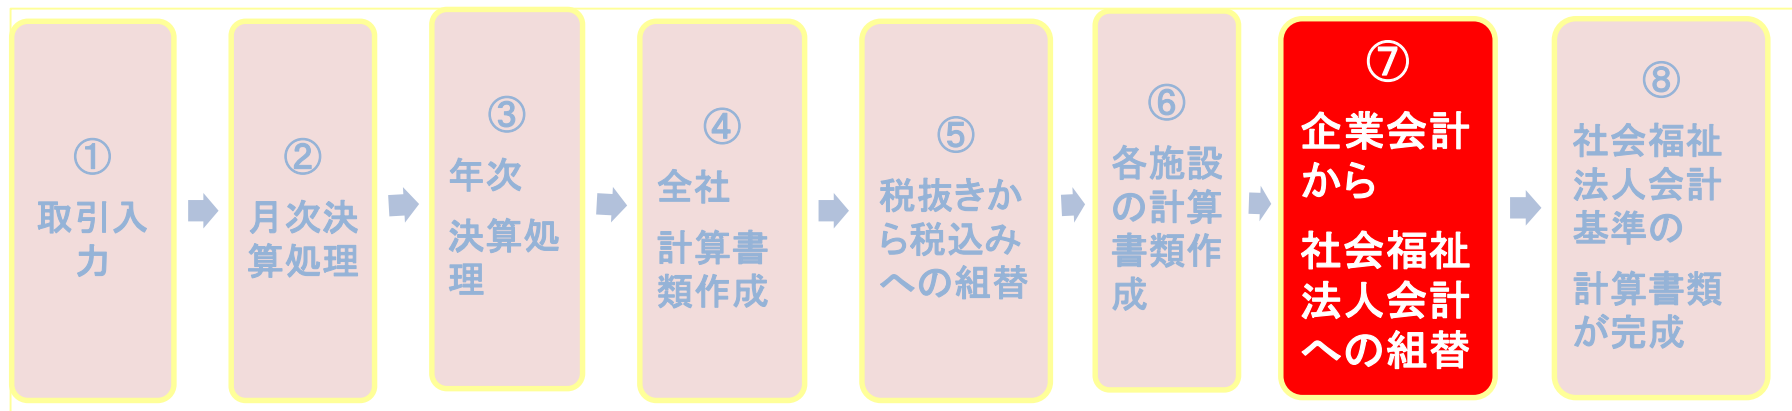 ①
取引入
力
②
月次決
算処理
③
年次
決算処
理
④
全社
計算書
類作成
⑤
税抜きか
ら税込み
への組替
⑥
各施設
の計算
書類作
成
⑦
企業会計
から
社会福祉
法人会計
への組替
⑧
社会福祉
法人会計
基準の
計算書類
が完成